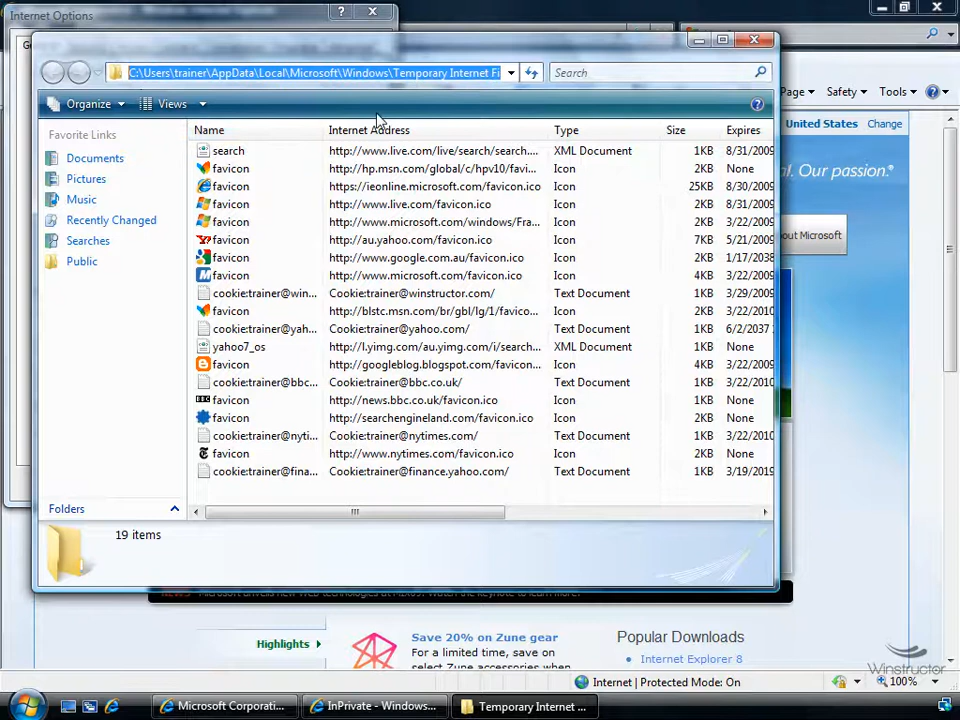 Internet Options
?
C:\Users\trainer\AppData\Local\Microsoft\Windows\Temporary Internet Fi
Search
Page
Safety
Tools
Organize
Views
United States
Change
Favorite Links
Documents
Pictures
Music
Recently Changed
Searches
Public
Name Internet Address Type Size Expires
search http://www.live.com/live/search/search.... XML Document 1KB 8/31/2009
favicon http://hp.msn.com/global/c/hpv10/favi... Icon 2KB None
favicon https://ieonline.microsoft.com/favicon.ico Icon 25KB 8/30/2009
favicon http://www.live.com/favicon.ico Icon 2KB 8/31/2009
favicon http://www.microsoft.com/windows/Fra... Icon 2KB 3/22/2009
favicon http://au.yahoo.com/favicon.ico Icon 7KB 5/21/2009
favicon http://www.google.com.au/favicon.ico Icon 2KB 1/17/2038
favicon http://www.microsoft.com/favicon.ico Icon 4KB 3/22/2009
cookie:trainer@win... Cookie:trainer@winstructor.com/ Text Document 1KB 3/29/2009
favicon http://blstc.msn.com/br/gbl/lg/1/favico... Icon 2KB 3/22/2010
cookie:trainer@yah... Cookie:trainer@yahoo.com/ Text Document 1KB 6/2/2037
yahoo7_os http://l.yimg.com/au.yimg.com/i/search... XML Document 1KB None
favicon http://googleblog.blogspot.com/favicon... Icon 4KB 3/22/2009
cookie:trainer@bbc... Cookie:trainer@bbc.co.uk/ Text Document 1KB 3/22/2010
favicon http://news.bbc.co.uk/favicon.ico Icon 1KB None
favicon http://searchengineland.com/favicon.ico Icon 2KB None
cookie:trainer@nyti... Cookie:trainer@nytimes.com/ Text Document 1KB 3/22/2010
favicon http://www.nytimes.com/favicon.ico Icon 2KB None
cookie:trainer@fina... Cookie:trainer@finance.yahoo.com/ Text Document 1KB 3/19/2019
Folders
19 items
al. Our passion.®
out Microsoft
Highlights
Save 20% on Zune gear
For a limited time, save on
select Zune accessories when
Popular Downloads
Internet Explorer 8
Winstructor
Internet | Protected Mode: On
100%
Microsoft Corporati...
InPrivate - Windows...
Temporary Internet ...